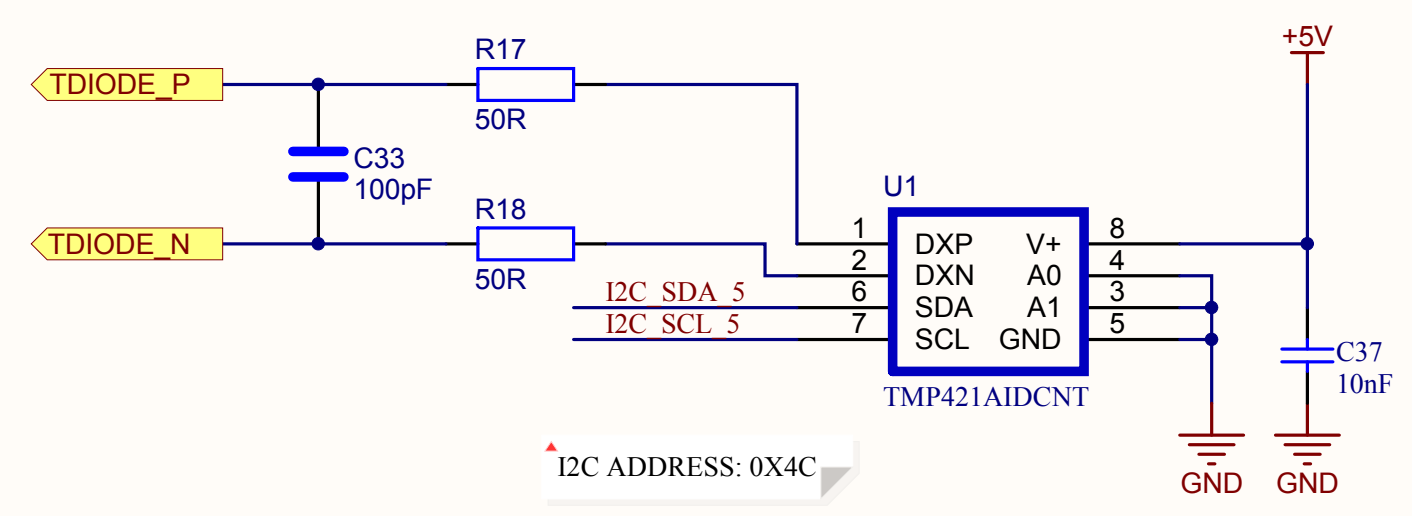 +5V
R17
TDIODE_P
50R
C33
100pF
U1
R18
TDIODE_N
50R
1
DXP
V+
8
2
DXN
A0
4
I2C_SDA_5
6
SDA
A1
3
I2C_SCL_5
7
SCL
GND
5
C37
10nF
TMP421AIDCNT
I2C ADDRESS: 0X4C
GND
GND